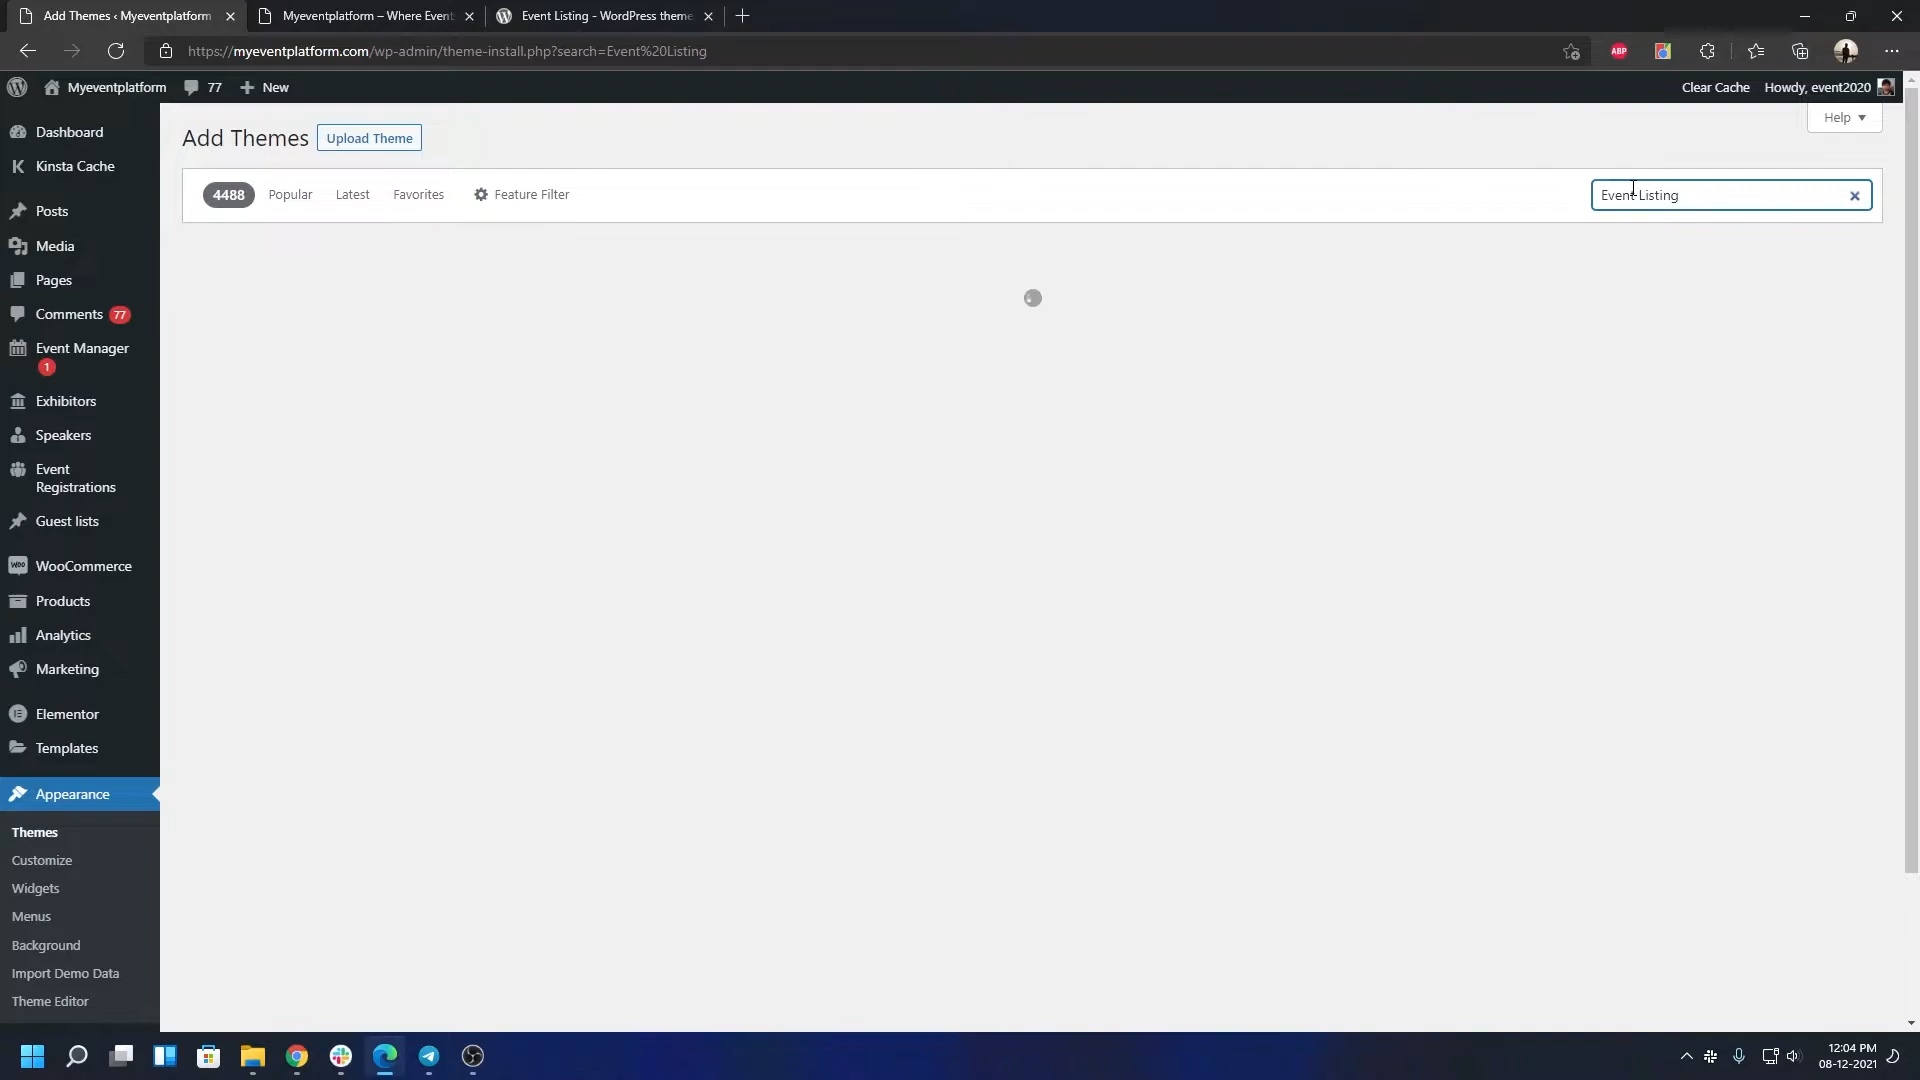 Add Themes ‹ Myeventplatform
Myeventplatform – Where Event
Event Listing - WordPress theme
https://myeventplatform.com/wp-admin/theme-install.php?search=Event%20Listing
ABP
Myeventplatform
77
New
Clear Cache
Howdy, event2020
Dashboard
Kinsta Cache
Posts
Media
Pages
Comments 77
Event Manager
1
Exhibitors
Speakers
Event
Registrations
Guest lists
WooCommerce
Products
Analytics
Marketing
Elementor
Templates
Appearance
Themes
Customize
Widgets
Menus
Background
Import Demo Data
Theme Editor
Help
Add Themes
Upload Theme
4488
Popular
Latest
Favorites
Feature Filter
Event Listing
12:04 PM
08-12-2021